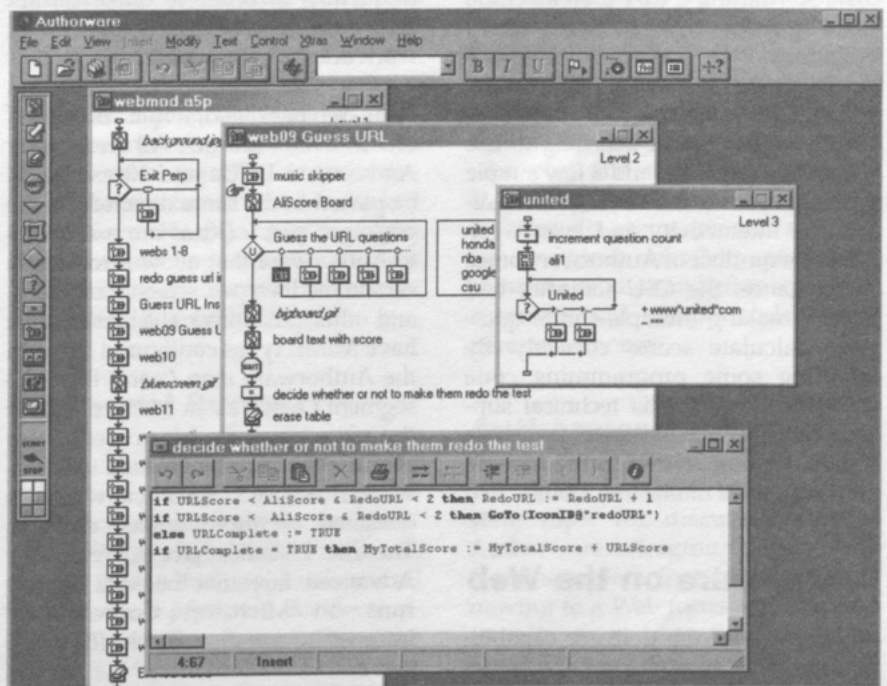 Authorware
File Edit View Insert Modify Text Control Xtras Window Help
B I U
webmod.a5p
Exit Perp
webs 1-8
redo guess url i
Guess URL Ins
web09 Guess U
web10
bluescreen.gif
web11
START
STOP
web09 Guess URL
Level 2
music skipper
AliScore Board
Guess the URL questions
united
honda
nba
google
csu
bigboard.gif
board text with score
WAIT
decide whether or not to make them redo the test
erase table
united
Level 3
increment question count
alit
United
+ www*united*com
- ---
decide whether or not to make them redo the test
if URLScore < AliScore & RedoURL < 2 then RedoURL := RedoURL + 1
if URLScore < AliScore & RedoURL < 2 then GoTo(IconID@"redoURL")
else URLComplete := TRUE
if URLComplete = TRUE then MyTotalScore := MyTotalScore + URLScore
4:67 Insert